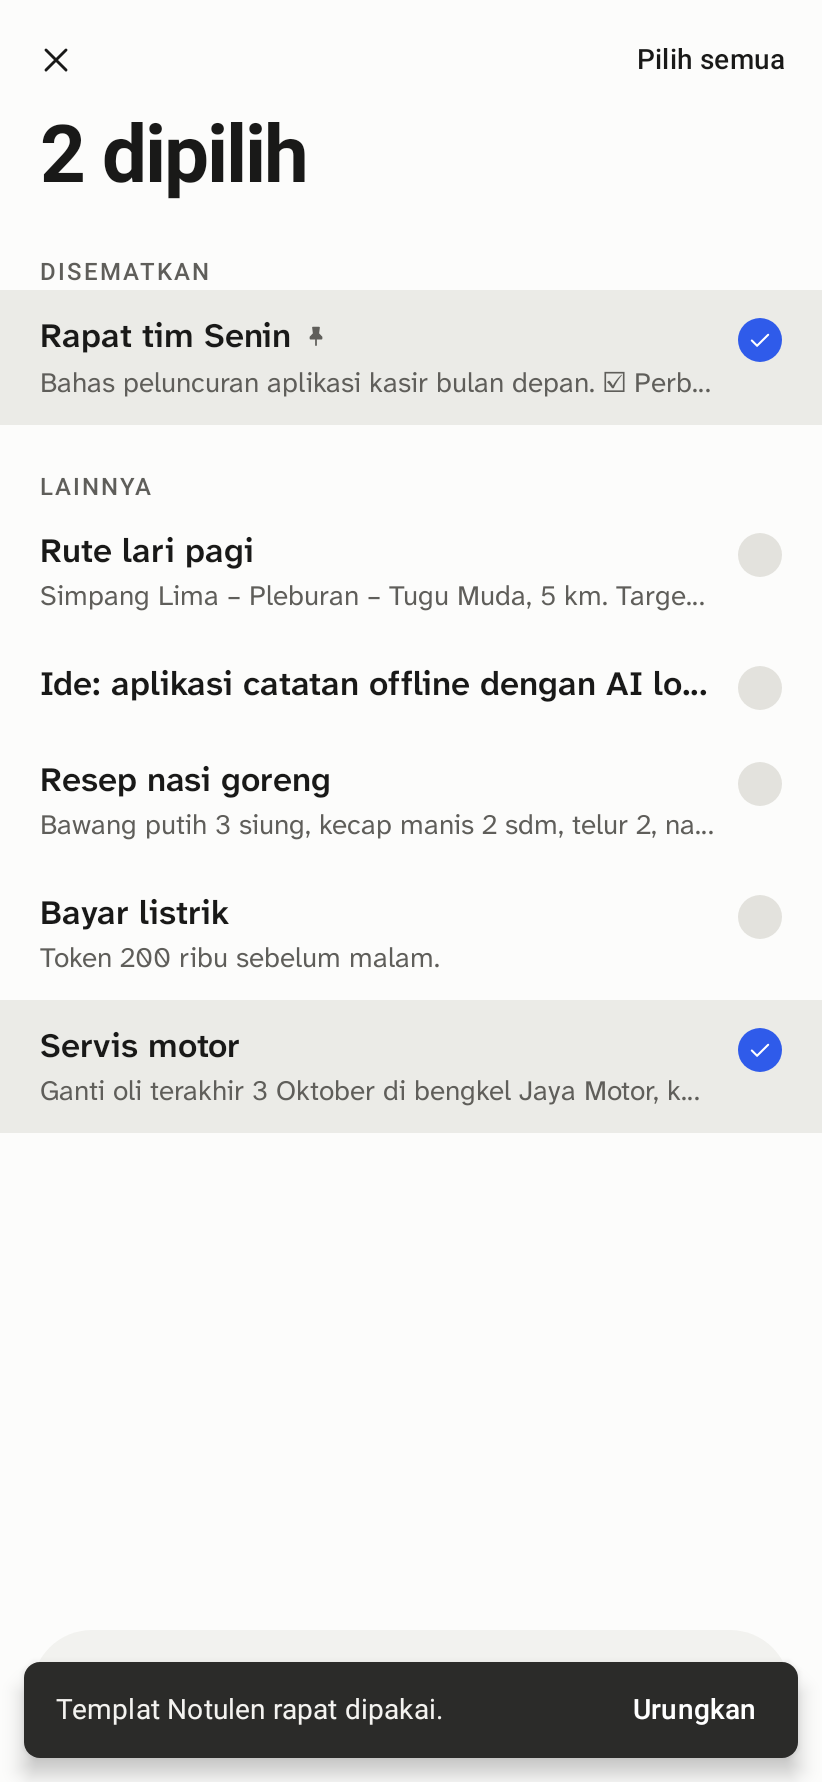 Pilih semua
2 dipilih
DISEMATKAN
Rapat tim Senin
Bahas peluncuran aplikasi kasir bulan depan. ☑ Perb...
LAINNYA
Rute lari pagi
Simpang Lima – Pleburan – Tugu Muda, 5 km. Targe...
Ide: aplikasi catatan offline dengan AI lo...
Resep nasi goreng
Bawang putih 3 siung, kecap manis 2 sdm, telur 2, na...
Bayar listrik
Token 200 ribu sebelum malam.
Servis motor
Ganti oli terakhir 3 Oktober di bengkel Jaya Motor, k...
Templat Notulen rapat dipakai. Urungkan